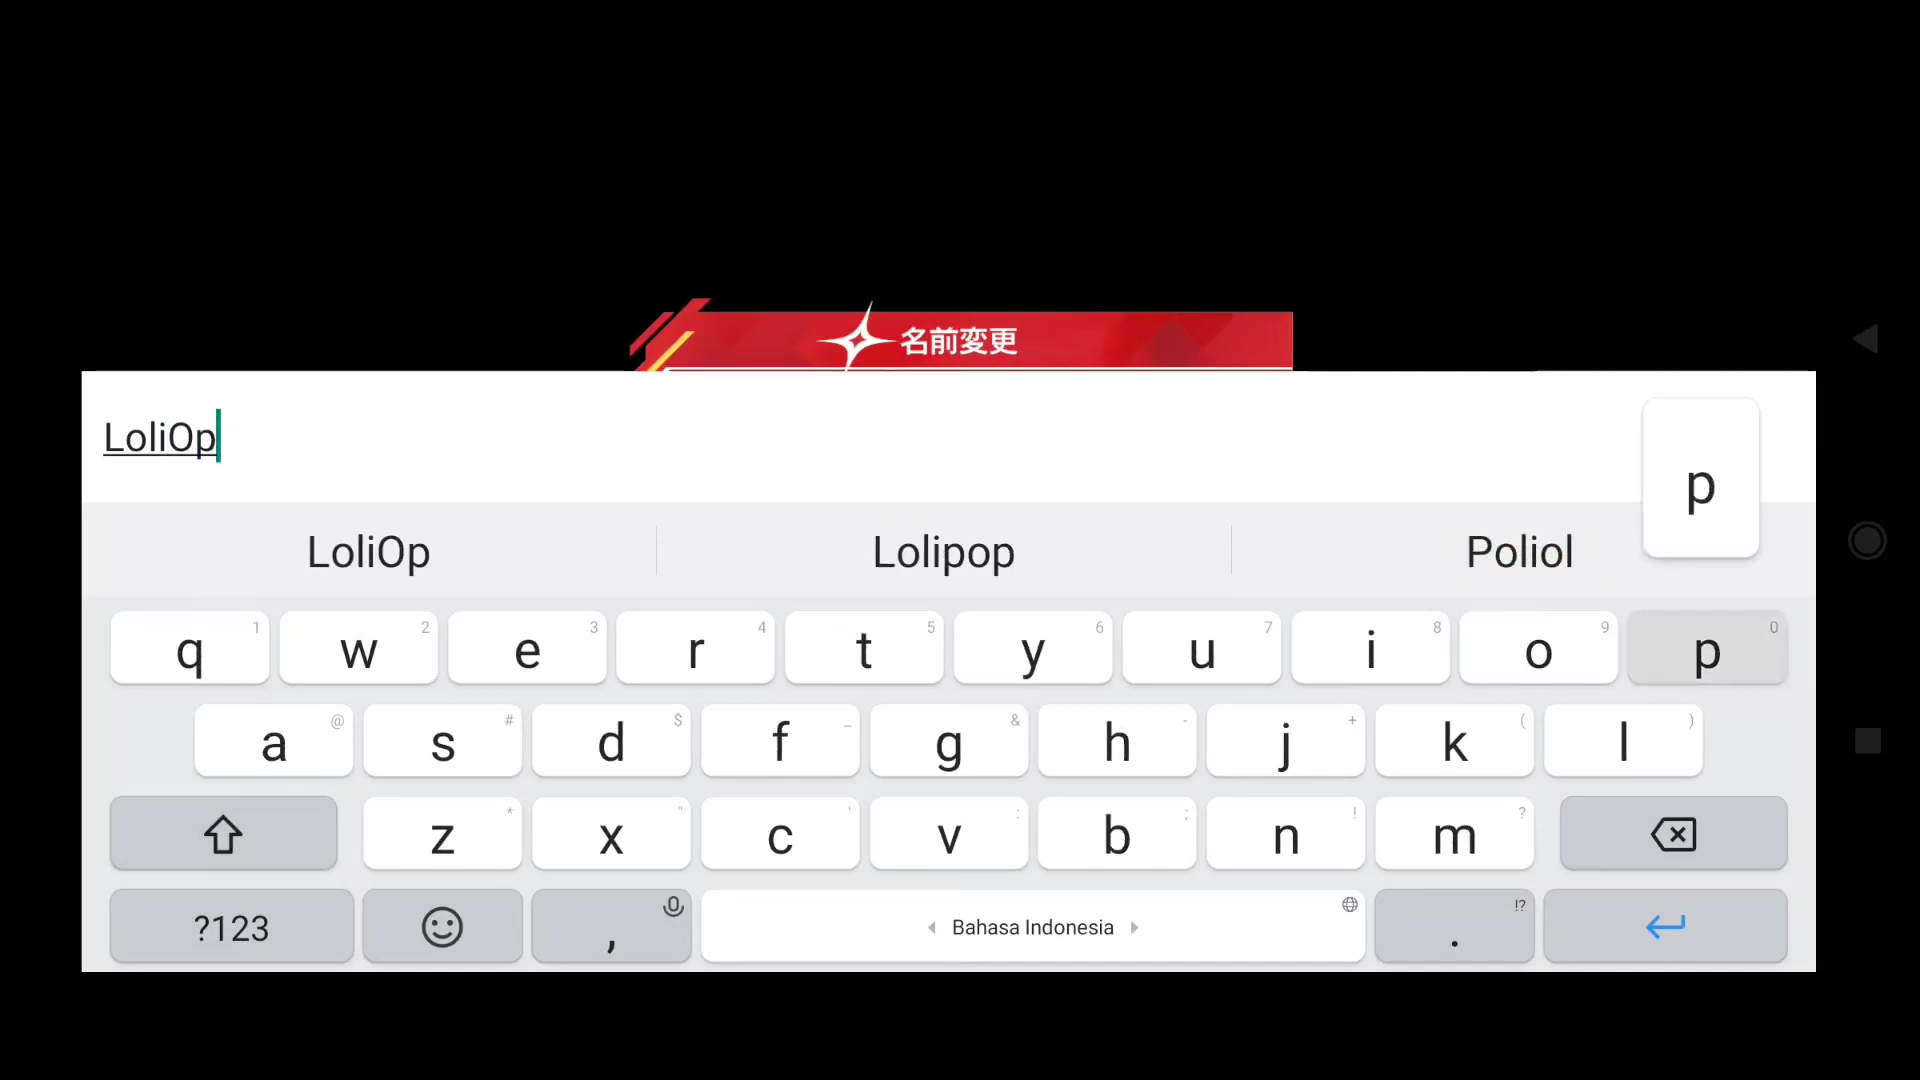 名前変更
LoliOp
p
LoliOp Lolipop Poliol
q 1 w 2 e 3 r 4 t 5 y 6 u 7 i 8 o 9 p 0
a @ s # d $ f _ g & h - j + k ( l )
z * x " c ' v : b ; n ! m ?
?123 , Bahasa Indonesia . !?